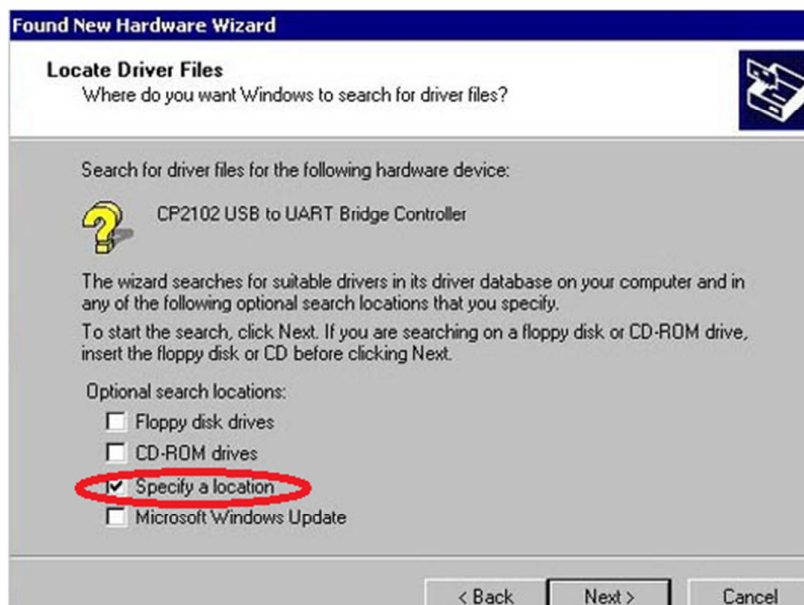 Found New Hardware Wizard
Locate Driver Files
Where do you want Windows to search for driver files?
Search for driver files for the following hardware device:
CP2102 USB to UART Bridge Controller
The wizard searches for suitable drivers in its driver database on your computer and in
any of the following optional search locations that you specify.
To start the search, click Next. If you are searching on a floppy disk or CD-ROM drive,
insert the floppy disk or CD before clicking Next.
Optional search locations:
Floppy disk drives
CD-ROM drives
Specify a location
Microsoft Windows Update
< Back Next > Cancel